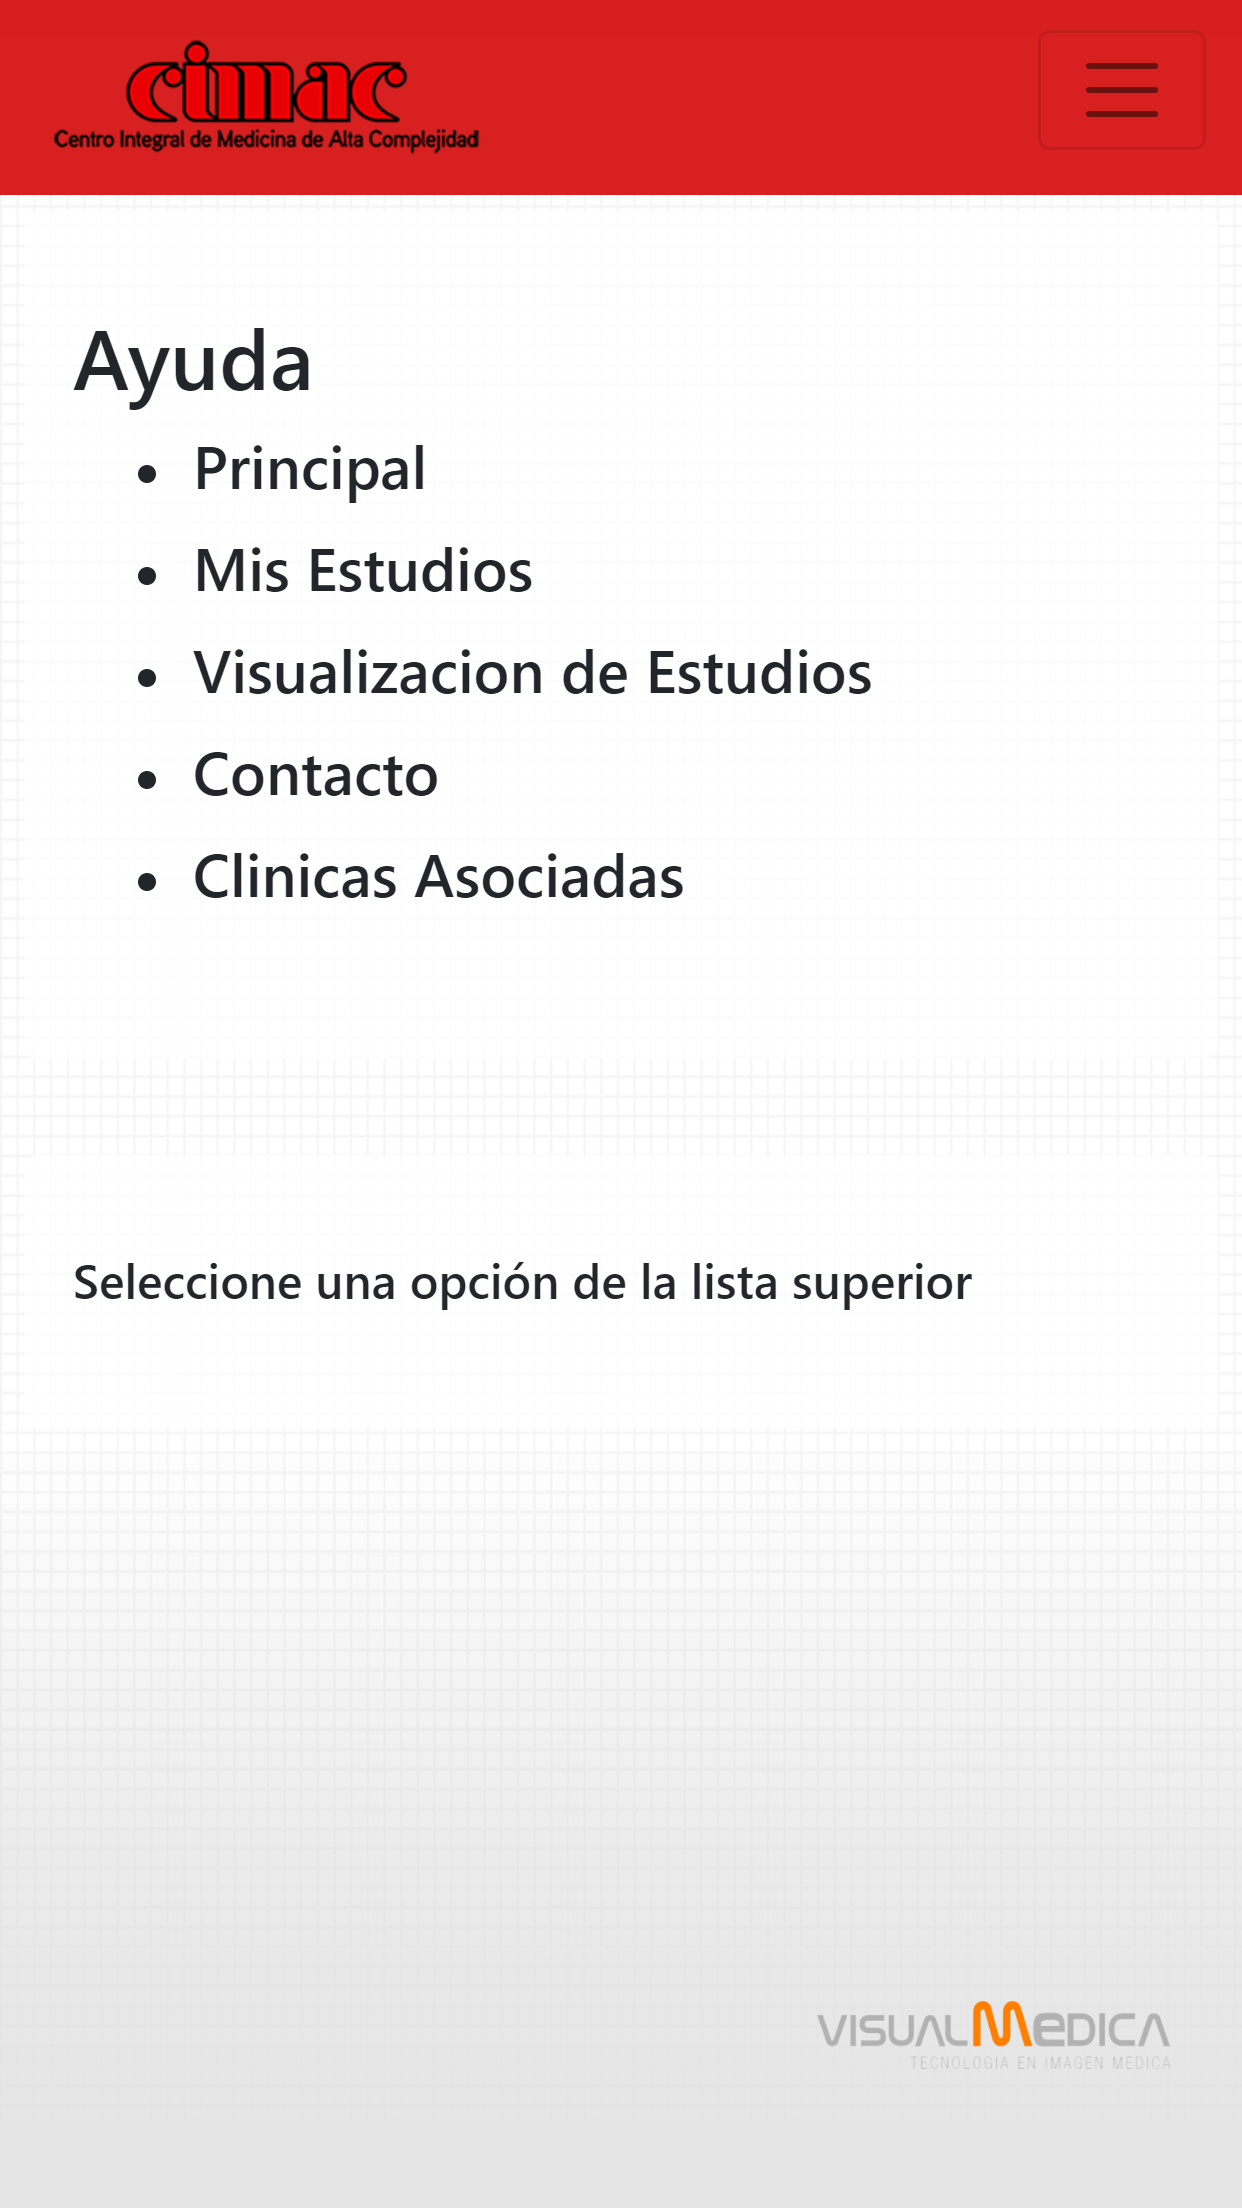 cimac
Centro Integral de Medicina de Alta Complejidad
Ayuda
Principal
Mis Estudios
Visualizacion de Estudios
Contacto
Clinicas Asociadas
Seleccione una opción de la lista superior
VISUALMEDICA
TECNOLOGIA EN IMAGEN MEDICA